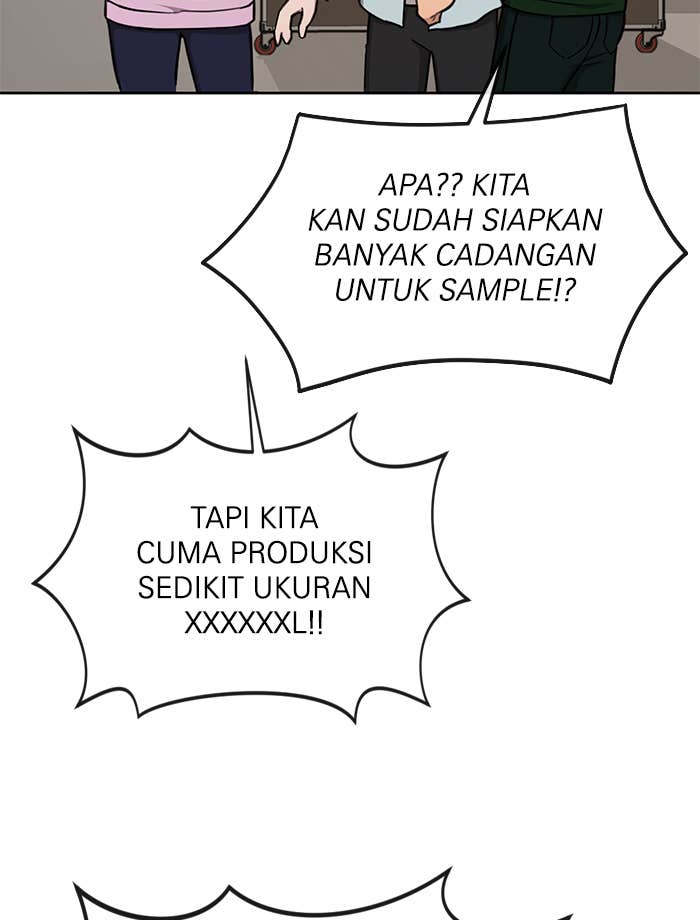 APA?? KITA
KAN SUDAH SIAPKAN
BANYAK CADANGAN
UNTUK SAMPLE!?
TAPI KITA
CUMA PRODUKSI
SEDIKIT UKURAN
XXXXXXL!!